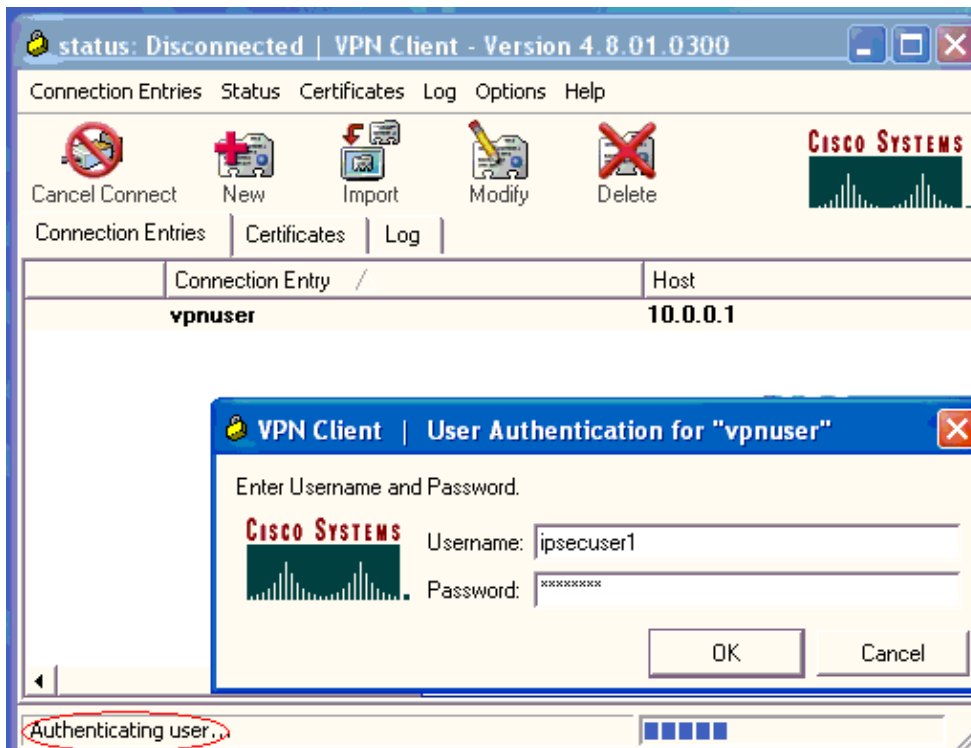 status: Disconnected | VPN Client - Version 4.8.01.0300
Connection Entries Status Certificates Log Options Help
Cancel Connect New Import Modify Delete
CISCO SYSTEMS
Connection Entries Certificates Log
Connection Entry / Host
vpnuser 10.0.0.1
VPN Client | User Authentication for "vpnuser"
Enter Username and Password.
CISCO SYSTEMS
Username: ipsecuser1
Password: ********
OK Cancel
Authenticating user...